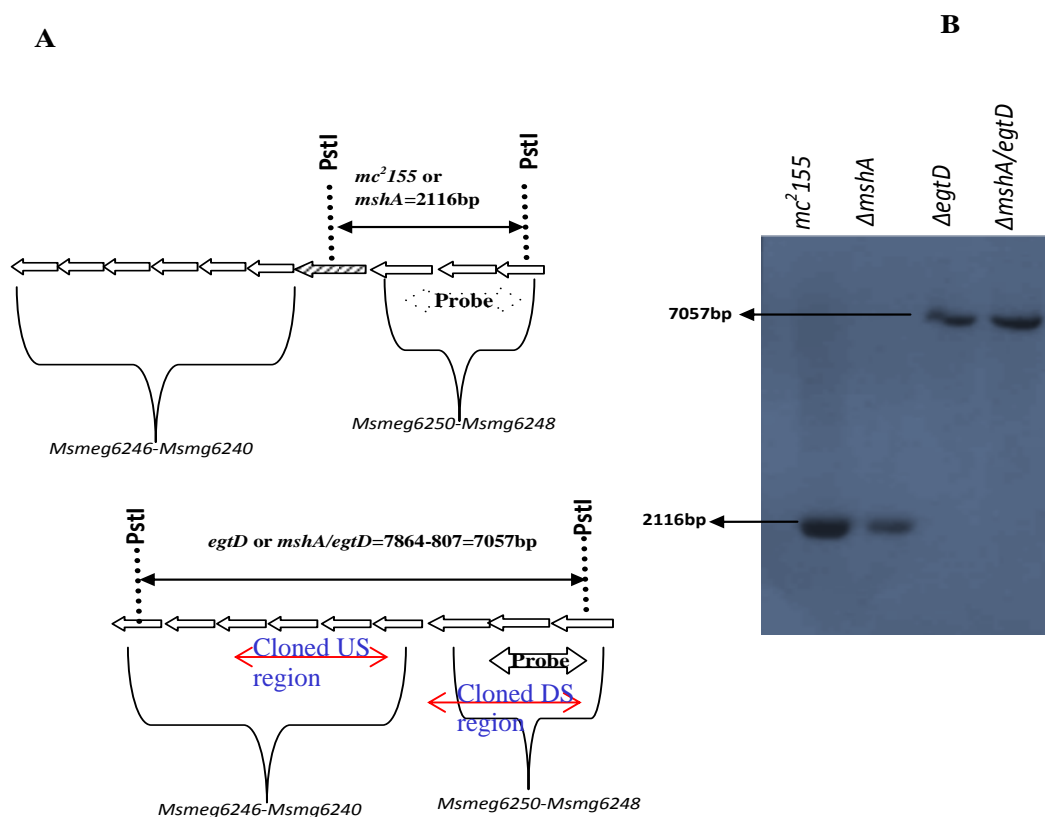 A
B
PstI
PstI
mc²155 or
mshA=2116bp
Probe
Msmeg6246-Msmg6240
Msmeg6250-Msmg6248
PstI
PstI
egtD or mshA/egtD=7864-807=7057bp
Cloned US
region
Probe
Cloned DS
region
Msmeg6246-Msmg6240
Msmeg6250-Msmg6248
mc²155
ΔmshA
ΔegtD
ΔmshA/egtD
7057bp
2116bp